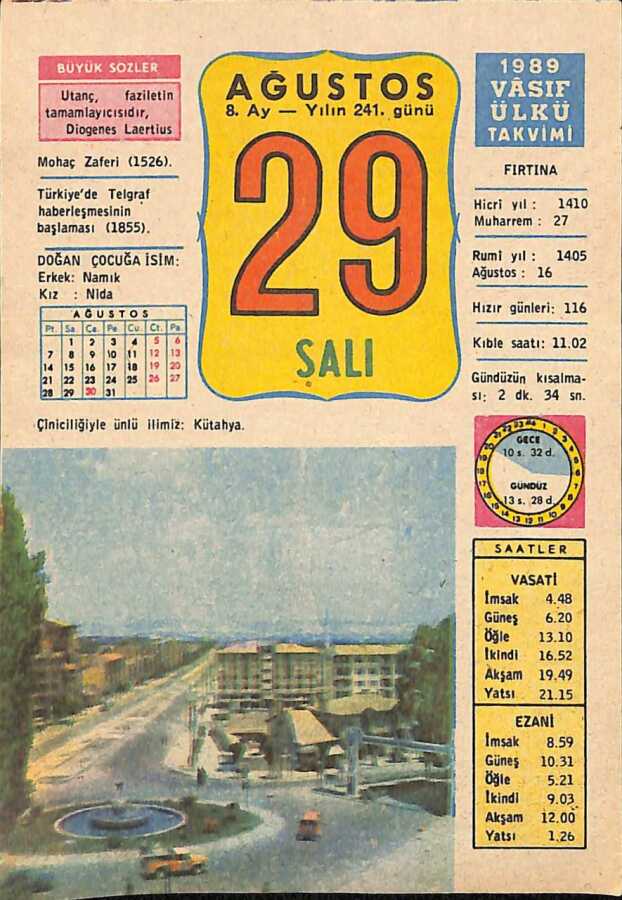 BÜYÜK SÖZLER
Utanç, faziletin
tamamlayıcısıdır,
Diogenes Laertius
Mohaç Zaferi (1526).
Türkiye'de Telgraf
haberleşmesinin
başlaması (1855).
DOĞAN ÇOCUĞA İSİM:
Erkek: Namık
Kız : Nida
AĞUSTOS
Pt. Sa. Ça. Pe. Cu. Ct. Pa.
1 2 3 4 5 6
7 8 9 10 11 12 13
14 15 16 17 18 19 20
21 22 23 24 25 26 27
28 29 30 31
AĞUSTOS
8. Ay — Yılın 241. günü
29
SALI
1989
VÂSIF
ÜLKÜ
TAKVİMİ
FIRTINA
Hicrî yıl : 1410
Muharrem : 27
Rumî yıl : 1405
Ağustos : 16
Hızır günleri: 116
Kıble saati: 11.02
Gündüzün kısalma-
sı: 2 dk. 34 sn.
GECE
10 s. 32 d.
GÜNDÜZ
13 s. 28 d.
Çiniciliğiyle ünlü ilimiz: Kütahya.
SAATLER
VASATİ
İmsak 4.48
Güneş 6.20
Öğle 13.10
İkindi 16.52
Akşam 19.49
Yatsı 21.15
EZANİ
İmsak 8.59
Güneş 10.31
Öğle 5.21
İkindi 9.03
Akşam 12.00
Yatsı 1.26